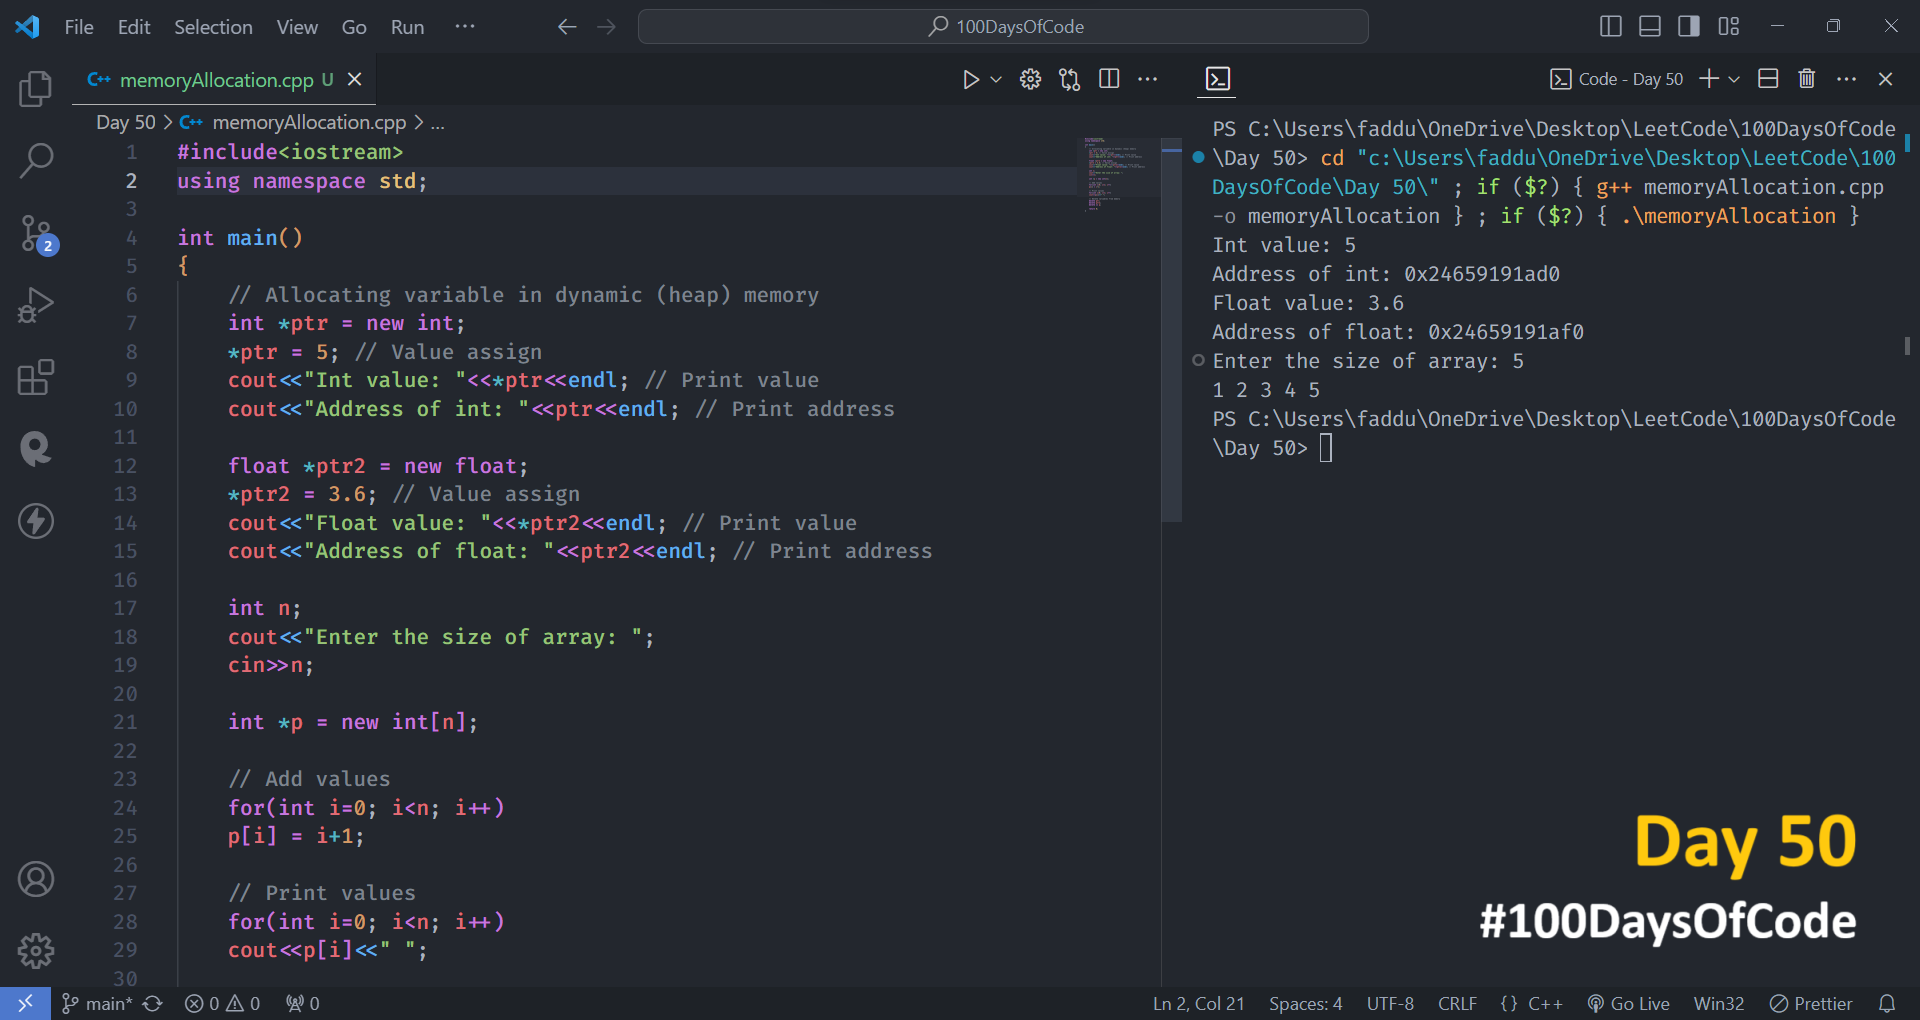 File Edit Selection View Go Run ...
100DaysOfCode
C++ memoryAllocation.cpp U
Day 50 > C++ memoryAllocation.cpp > ...
1 #include<iostream>
2 using namespace std;
3
4 int main()
5 {
6 // Allocating variable in dynamic (heap) memory
7 int *ptr = new int;
8 *ptr = 5; // Value assign
9 cout<<"Int value: "<<*ptr<<endl; // Print value
10 cout<<"Address of int: "<<ptr<<endl; // Print address
11
12 float *ptr2 = new float;
13 *ptr2 = 3.6; // Value assign
14 cout<<"Float value: "<<*ptr2<<endl; // Print value
15 cout<<"Address of float: "<<ptr2<<endl; // Print address
16
17 int n;
18 cout<<"Enter the size of array: ";
19 cin>>n;
20
21 int *p = new int[n];
22
23 // Add values
24 for(int i=0; i<n; i++)
25 p[i] = i+1;
26
27 // Print values
28 for(int i=0; i<n; i++)
29 cout<<p[i]<<" ";
30
Code - Day 50
PS C:\Users\faddu\OneDrive\Desktop\LeetCode\100DaysOfCode
\Day 50> cd "c:\Users\faddu\OneDrive\Desktop\LeetCode\100
DaysOfCode\Day 50\" ; if ($?) { g++ memoryAllocation.cpp
-o memoryAllocation } ; if ($?) { .\memoryAllocation }
Int value: 5
Address of int: 0x24659191ad0
Float value: 3.6
Address of float: 0x24659191af0
Enter the size of array: 5
1 2 3 4 5
PS C:\Users\faddu\OneDrive\Desktop\LeetCode\100DaysOfCode
\Day 50>
2
Day 50
#100DaysOfCode
main* 0 0 0 Ln 2, Col 21 Spaces: 4 UTF-8 CRLF {} C++ Go Live Win32 Prettier